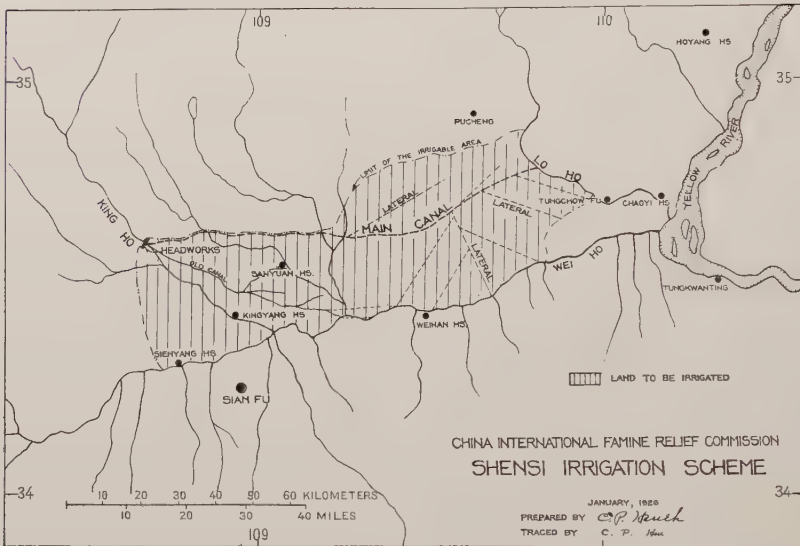 109
110
35
35
HOYANG HS
PUCHENG
LIMIT OF THE IRRIGABLE AREA
YELLOW RIVER
LO HO
KING HO
LATERAL
MAIN CANAL
LATERAL
TUNGCHOW FU
CHAOYI HS
HEADWORKS
OLD CANAL
SANYUAN HS.
LATERAL
WEI HO
TUNGKWANTING
KINGYANG HS
WEINAN HS.
SIENYANG HS
SIAN FU
LAND TO BE IRRIGATED
CHINA INTERNATIONAL FAMINE RELIEF COMMISSION
SHENSI IRRIGATION SCHEME
34
34
10 20 30 40 50 60 KILOMETERS
10 20 30 40 MILES
109
JANUARY, 1926
PREPARED BY C.P. Hsueh
TRACED BY C. P.